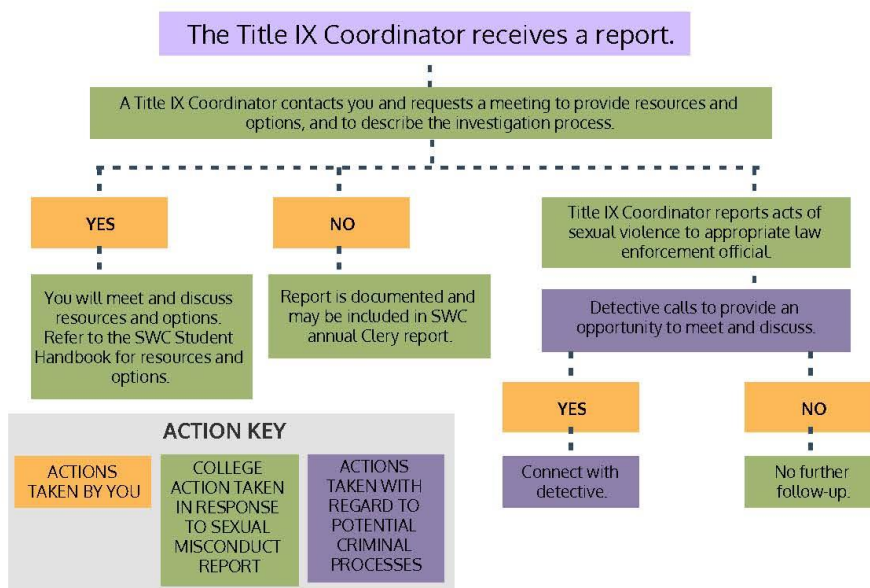 The Title IX Coordinator receives a report.
A Title IX Coordinator contacts you and requests a meeting to provide resources and
options, and to describe the investigation process.
YES
You will meet and discuss
resources and options.
Refer to the SWC Student
Handbook for resources and
options.
NO
Report is documented and
may be included in SWC
annual Clery report.
Title IX Coordinator reports acts of
sexual violence to appropriate law
enforcement official.
Detective calls to provide an
opportunity to meet and discuss.
YES
Connect with
detective.
NO
No further
follow-up.
ACTION KEY
ACTIONS
TAKEN BY YOU
COLLEGE
ACTION TAKEN
IN RESPONSE
TO SEXUAL
MISCONDUCT
REPORT
ACTIONS
TAKEN WITH
REGARD TO
POTENTIAL
CRIMINAL
PROCESSES